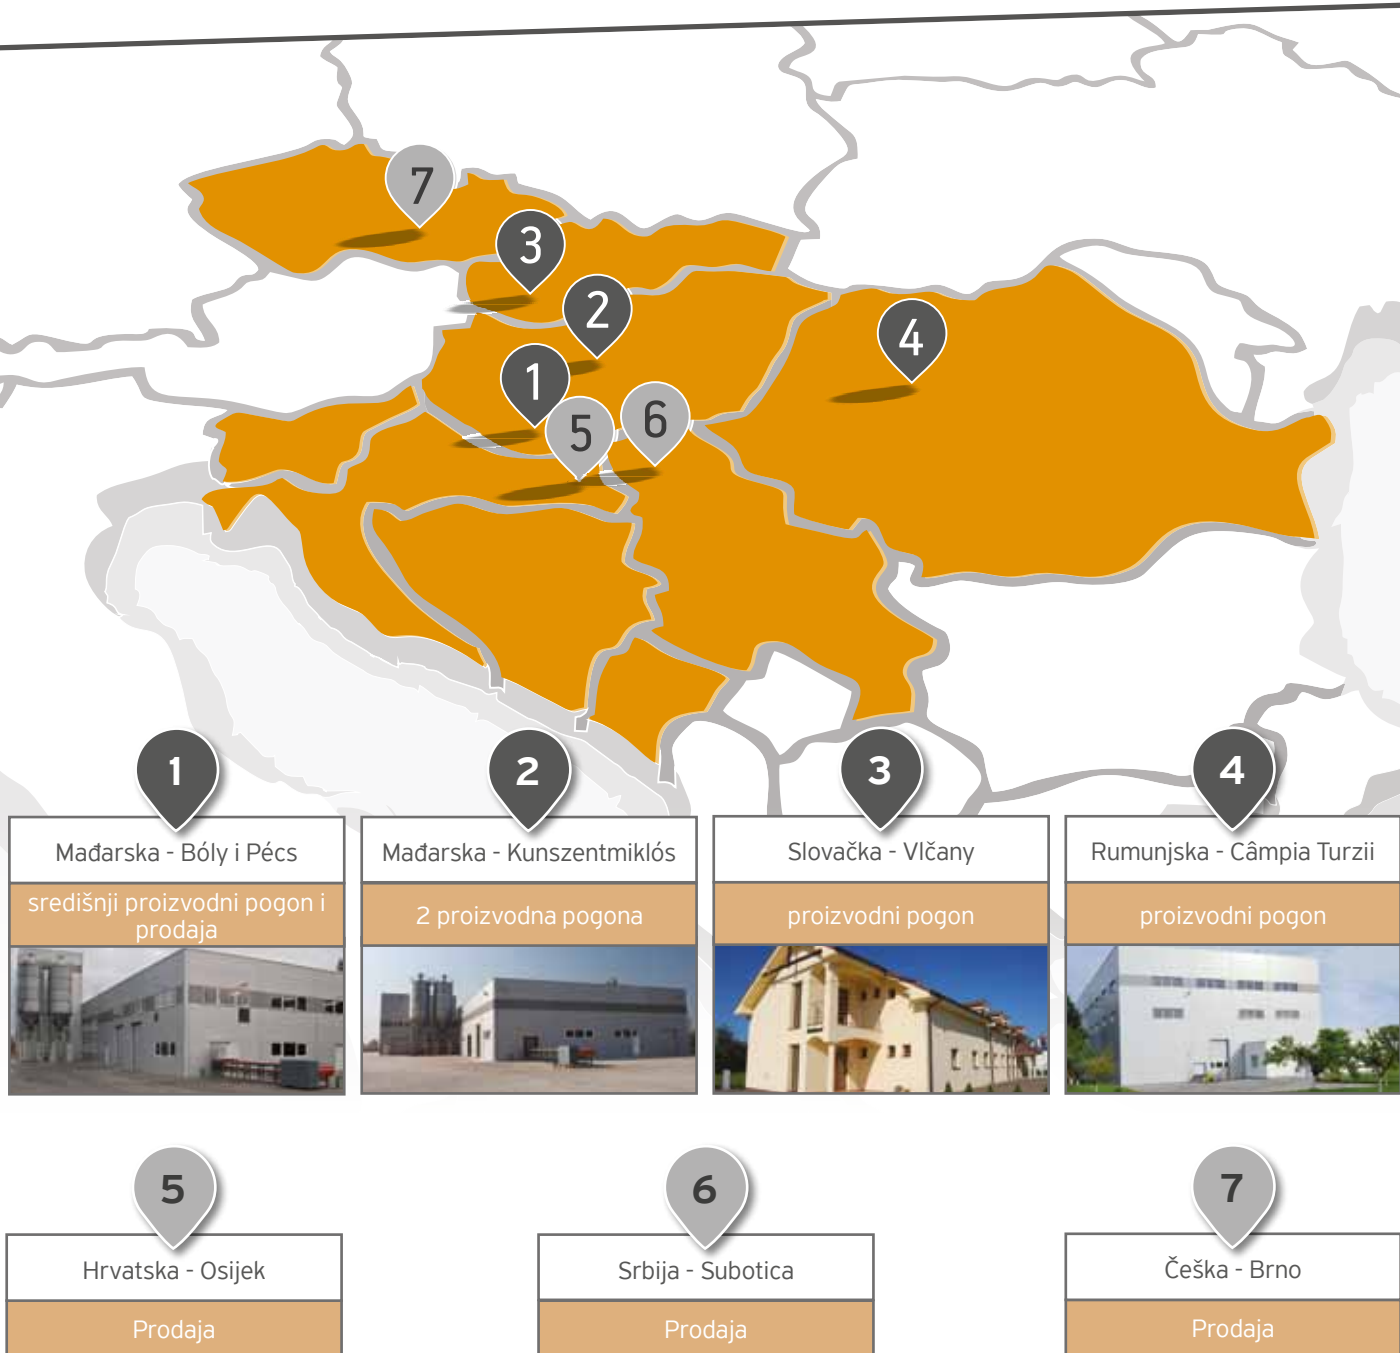 7
3
2
4
1
5
6
1
2
3
4
Mađarska - Bóly i Pécs
Mađarska - Kunszentmiklós
Slovačka - Vlčany
Rumunjska - Câmpia Turzii
središnji proizvodni pogon i
prodaja
2 proizvodna pogona
proizvodni pogon
proizvodni pogon
5
6
7
Hrvatska - Osijek
Srbija - Subotica
Češka - Brno
Prodaja
Prodaja
Prodaja